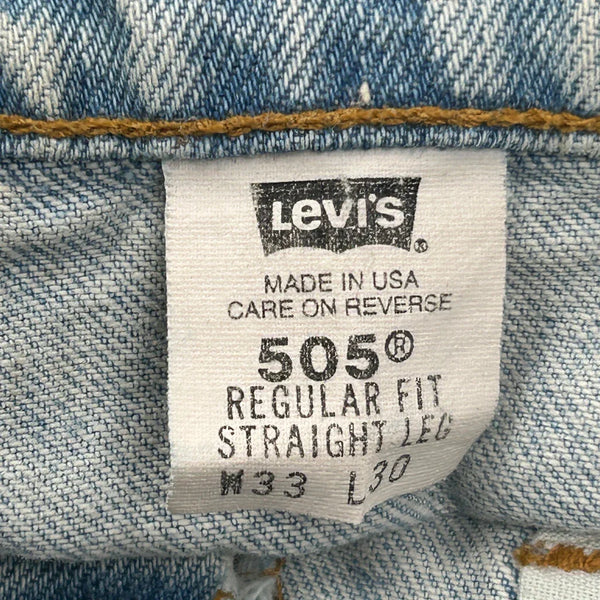 Levi's®
MADE IN USA
CARE ON REVERSE
505®
REGULAR FIT
STRAIGHT LEG
W33 L30